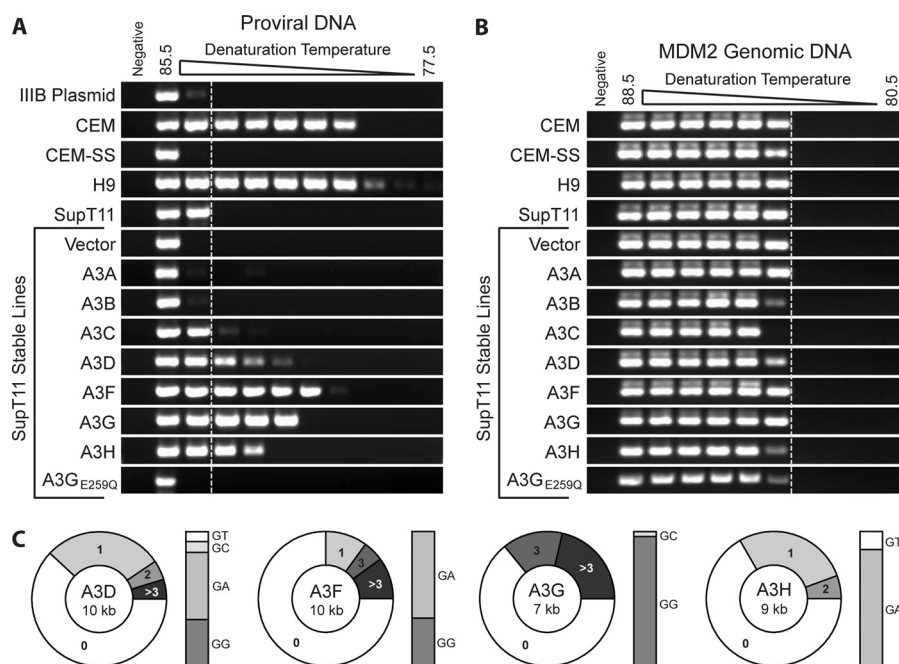 A
Proviral DNA
Negative
85.5
Denaturation Temperature
77.5
IIIB Plasmid
CEM
CEM-SS
H9
SupT11
SupT11 Stable Lines
Vector
A3A
A3B
A3C
A3D
A3F
A3G
A3H
A3G E259Q
B
MDM2 Genomic DNA
Negative
88.5
Denaturation Temperature
80.5
CEM
CEM-SS
H9
SupT11
SupT11 Stable Lines
Vector
A3A
A3B
A3C
A3D
A3F
A3G
A3H
A3G E259Q
C
1
2
>3
0
A3D
10 kb
GT
GC
GA
GG
1
3
>3
0
A3F
10 kb
GA
GG
3
>3
0
A3G
7 kb
GC
GG
1
2
0
A3H
9 kb
GT
GA